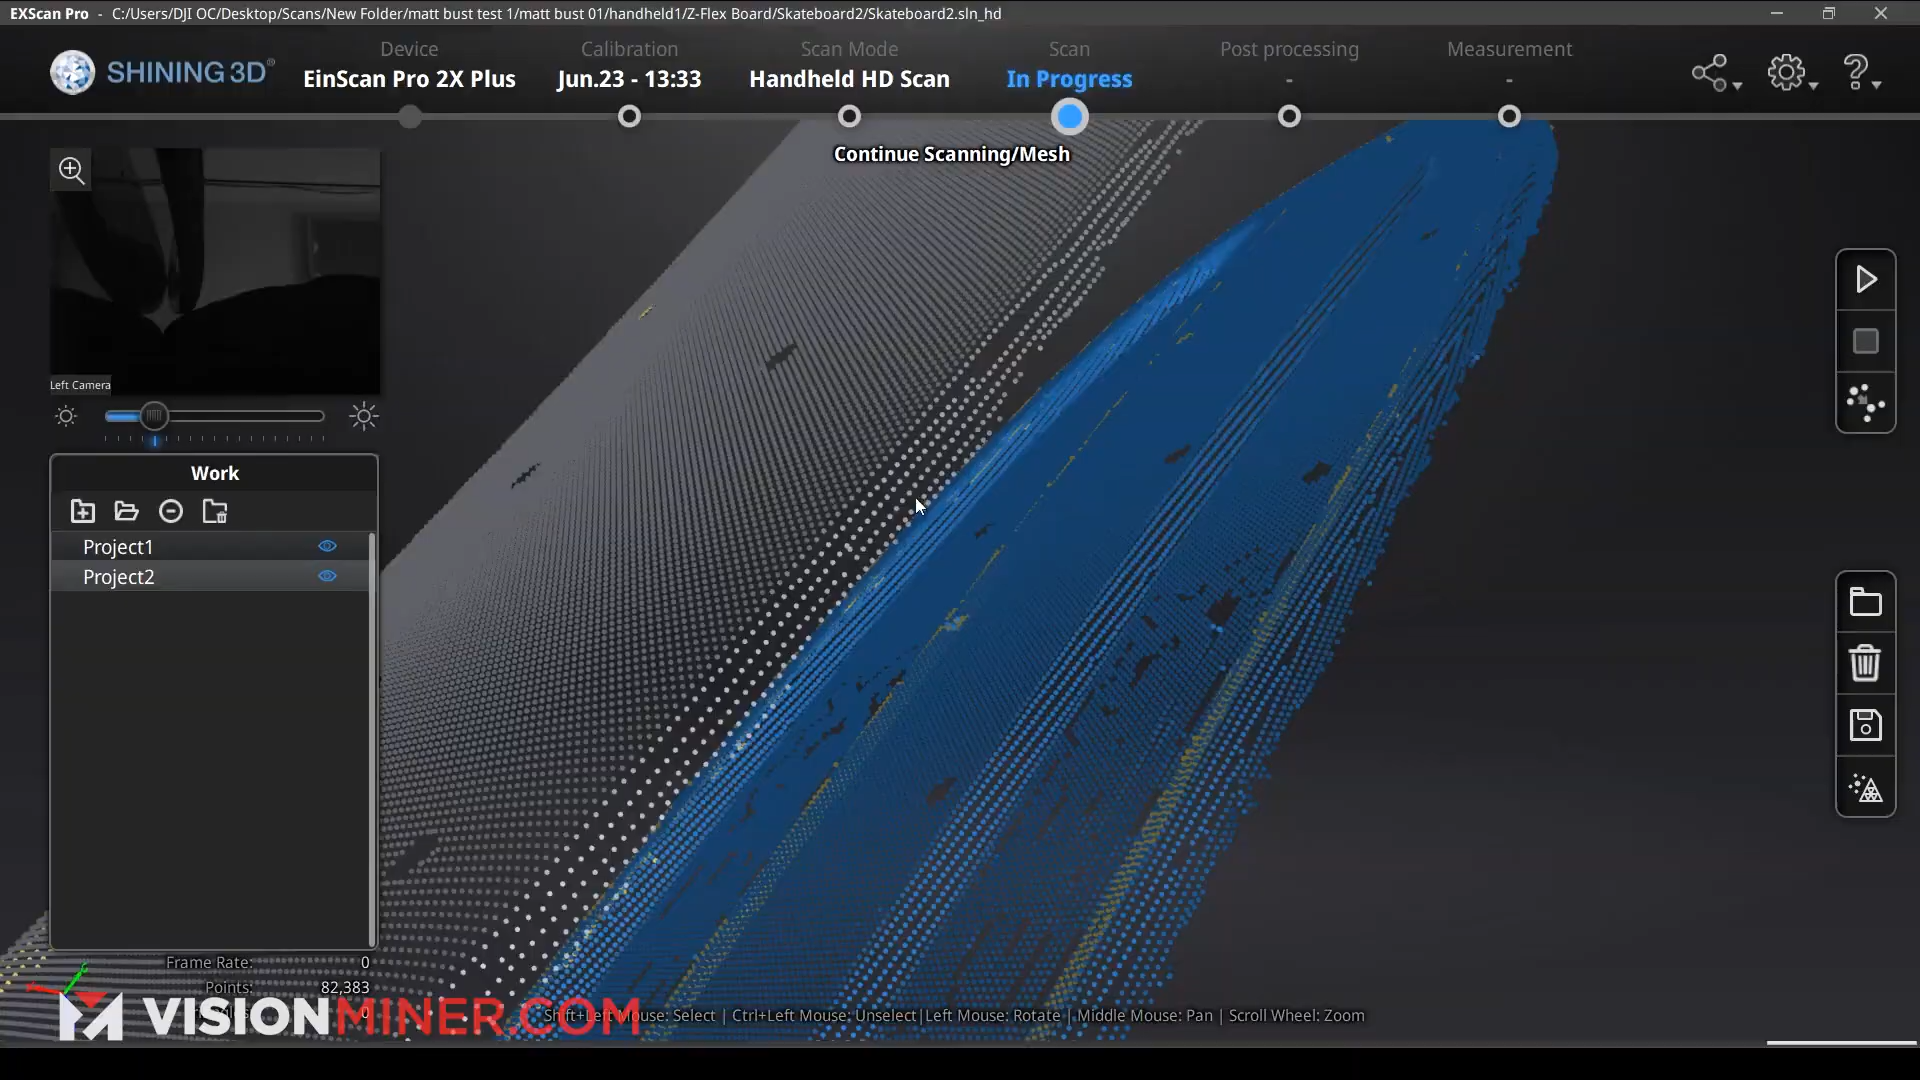 EXScan Pro - C:/Users/DJI OC/Desktop/Scans/New Folder/matt bust test 1/matt bust 01/handheld1/Z-Flex Board/Skateboard2/Skateboard2.sln_hd
SHINING 3D®
Device
EinScan Pro 2X Plus
Calibration
Jun.23 - 13:33
Scan Mode
Handheld HD Scan
Scan
In Progress
Post processing
-
Measurement
-
Continue Scanning/Mesh
Left Camera
Work
Project1
Project2
Frame Rate: 0
Points: 82,383
0
VISIONMINER.COM
Shift+Left Mouse: Select | Ctrl+Left Mouse: Unselect|Left Mouse: Rotate | Middle Mouse: Pan | Scroll Wheel: Zoom